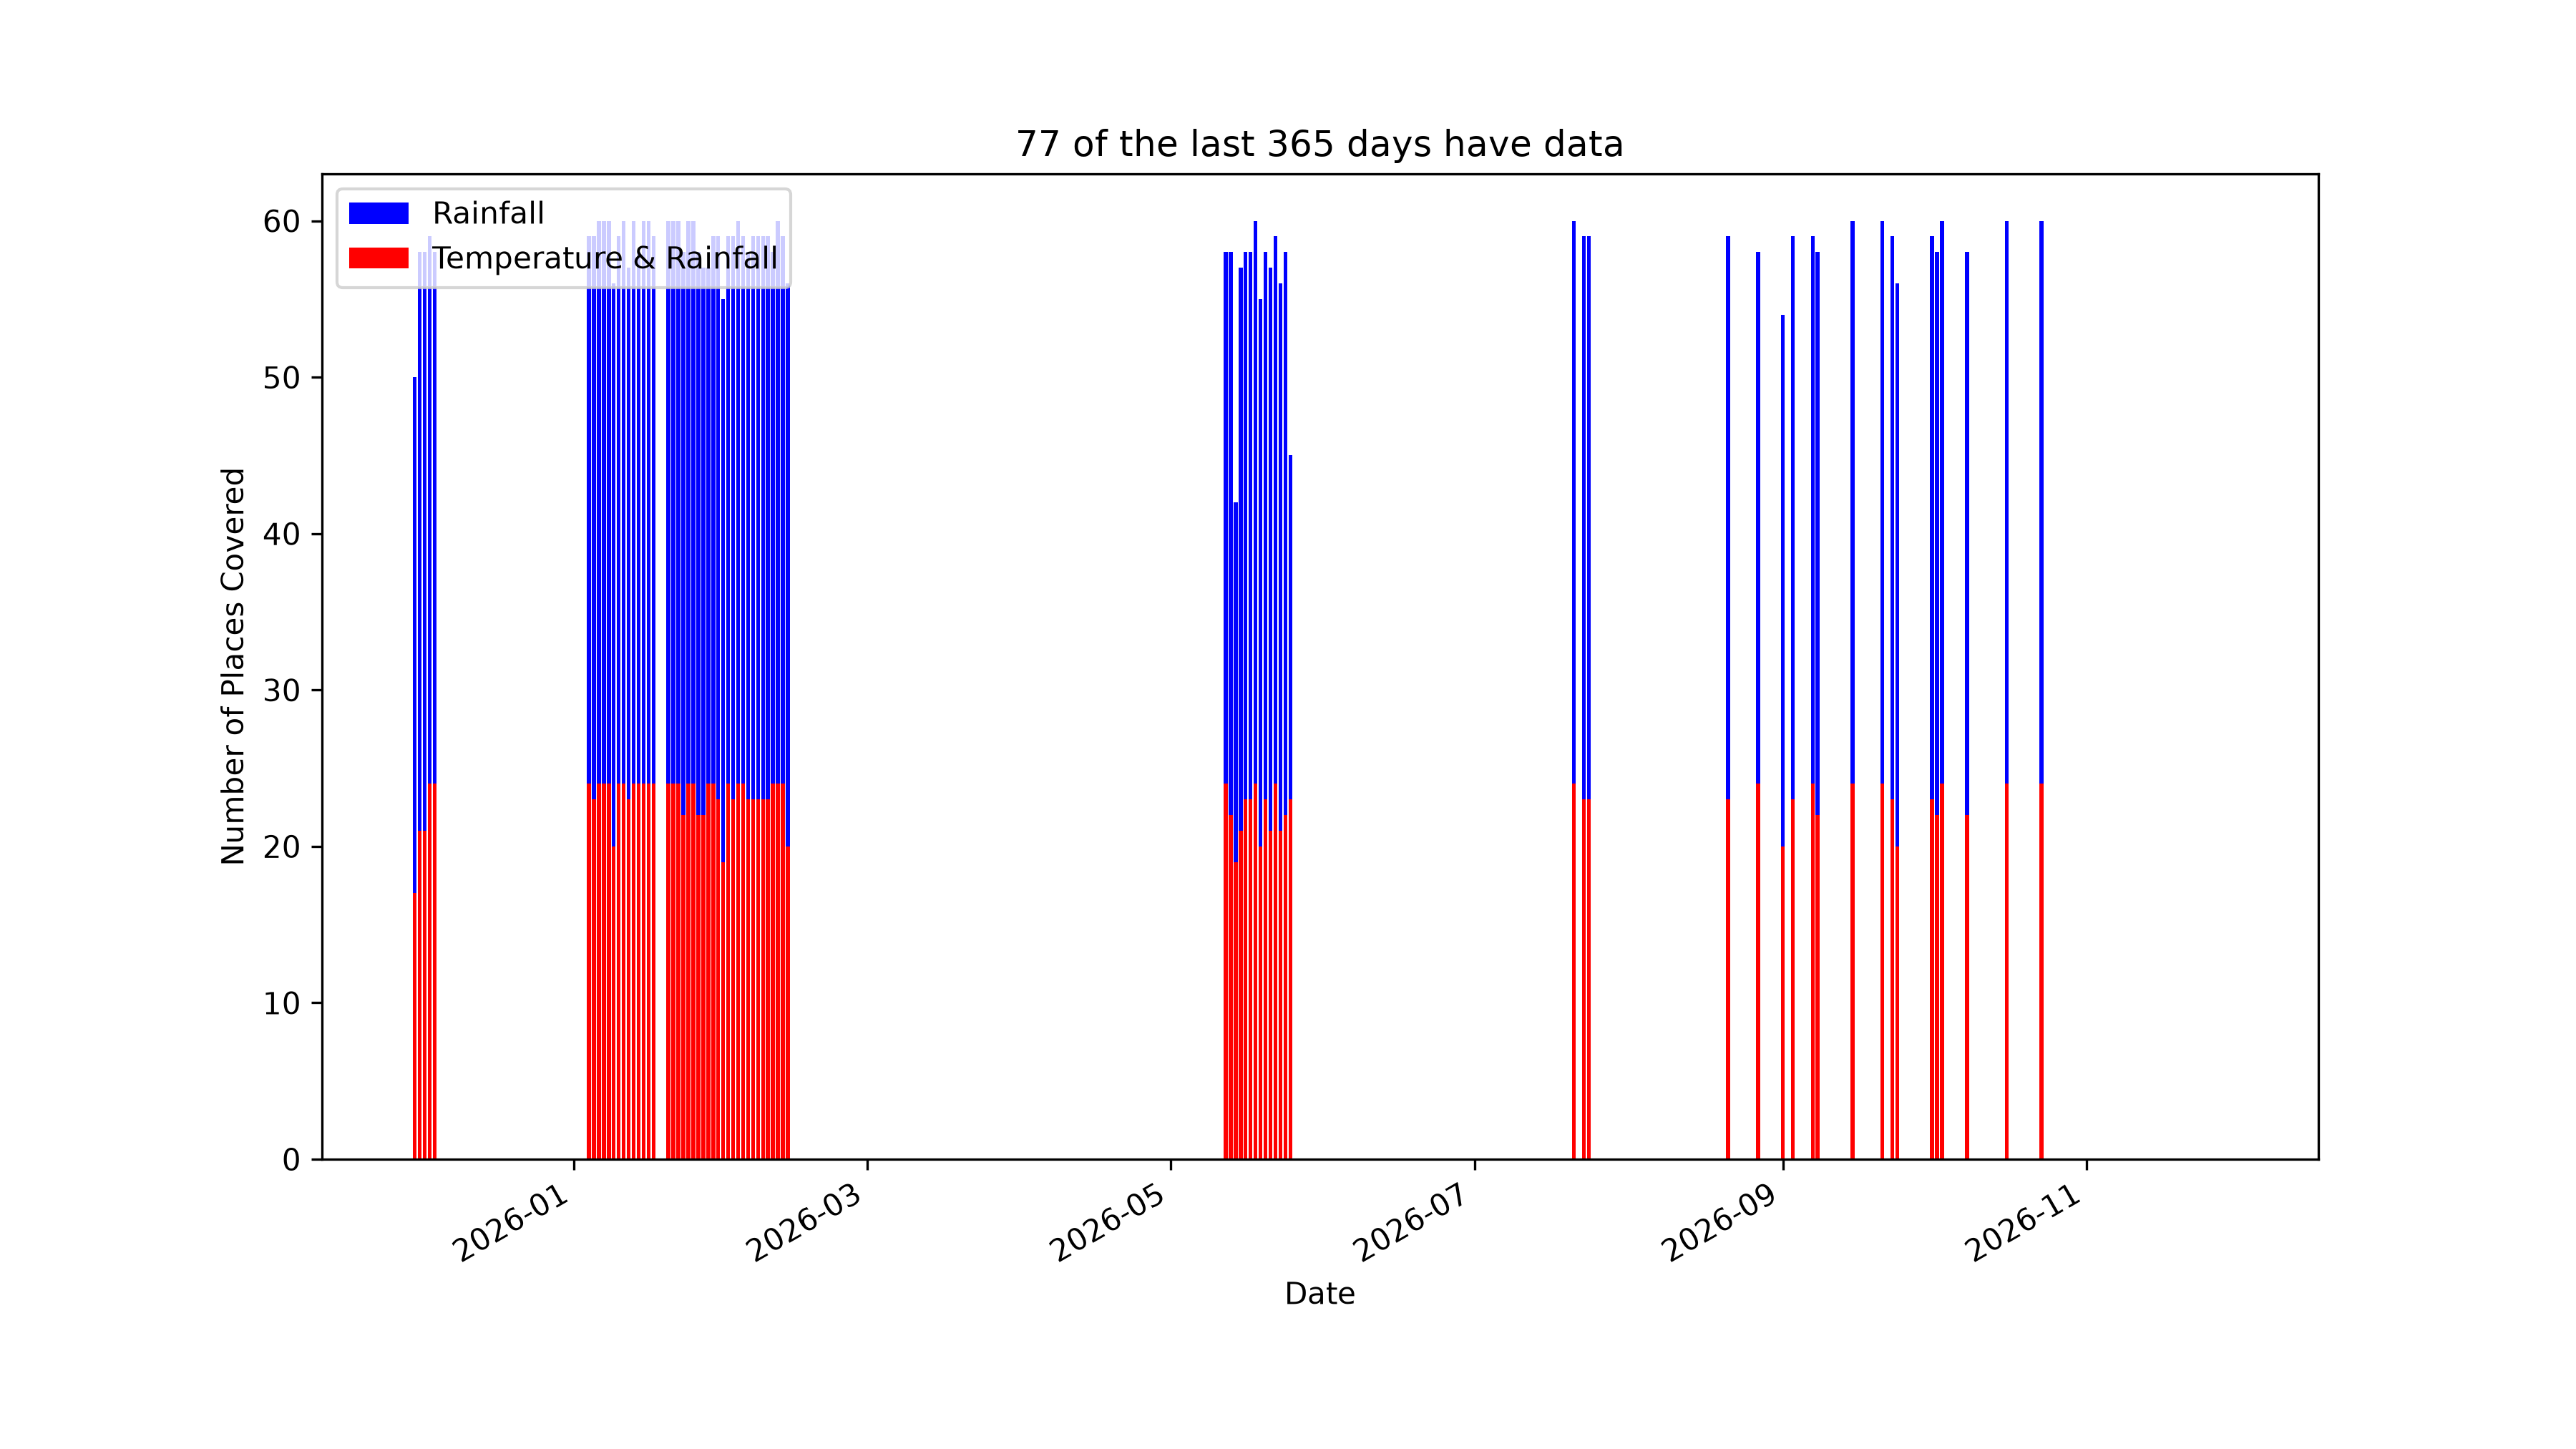 77 of the last 365 days have data
Rainfall
Temperature & Rainfall
Number of Places Covered
60
50
40
30
20
10
0
2026-01
2026-03
2026-05
2026-07
2026-09
2026-11
Date